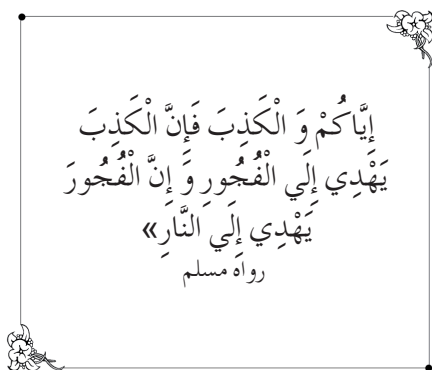 إِيَّاكُمْ وَ الْكَذِبَ فَإِنَّ الْكَذِبَ
يَهْدِي إِلَي الْفُجُورِ وَ إِنَّ الْفُجُورَ
يَهْدِي إِلَي النَّارِ»
رواه مسلم